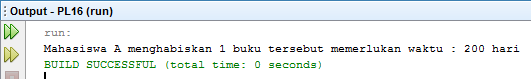 Output - PL16 (run)
run:
Mahasiswa A menghabiskan 1 buku tersebut memerlukan waktu : 200 hari
BUILD SUCCESSFUL (total time: 0 seconds)